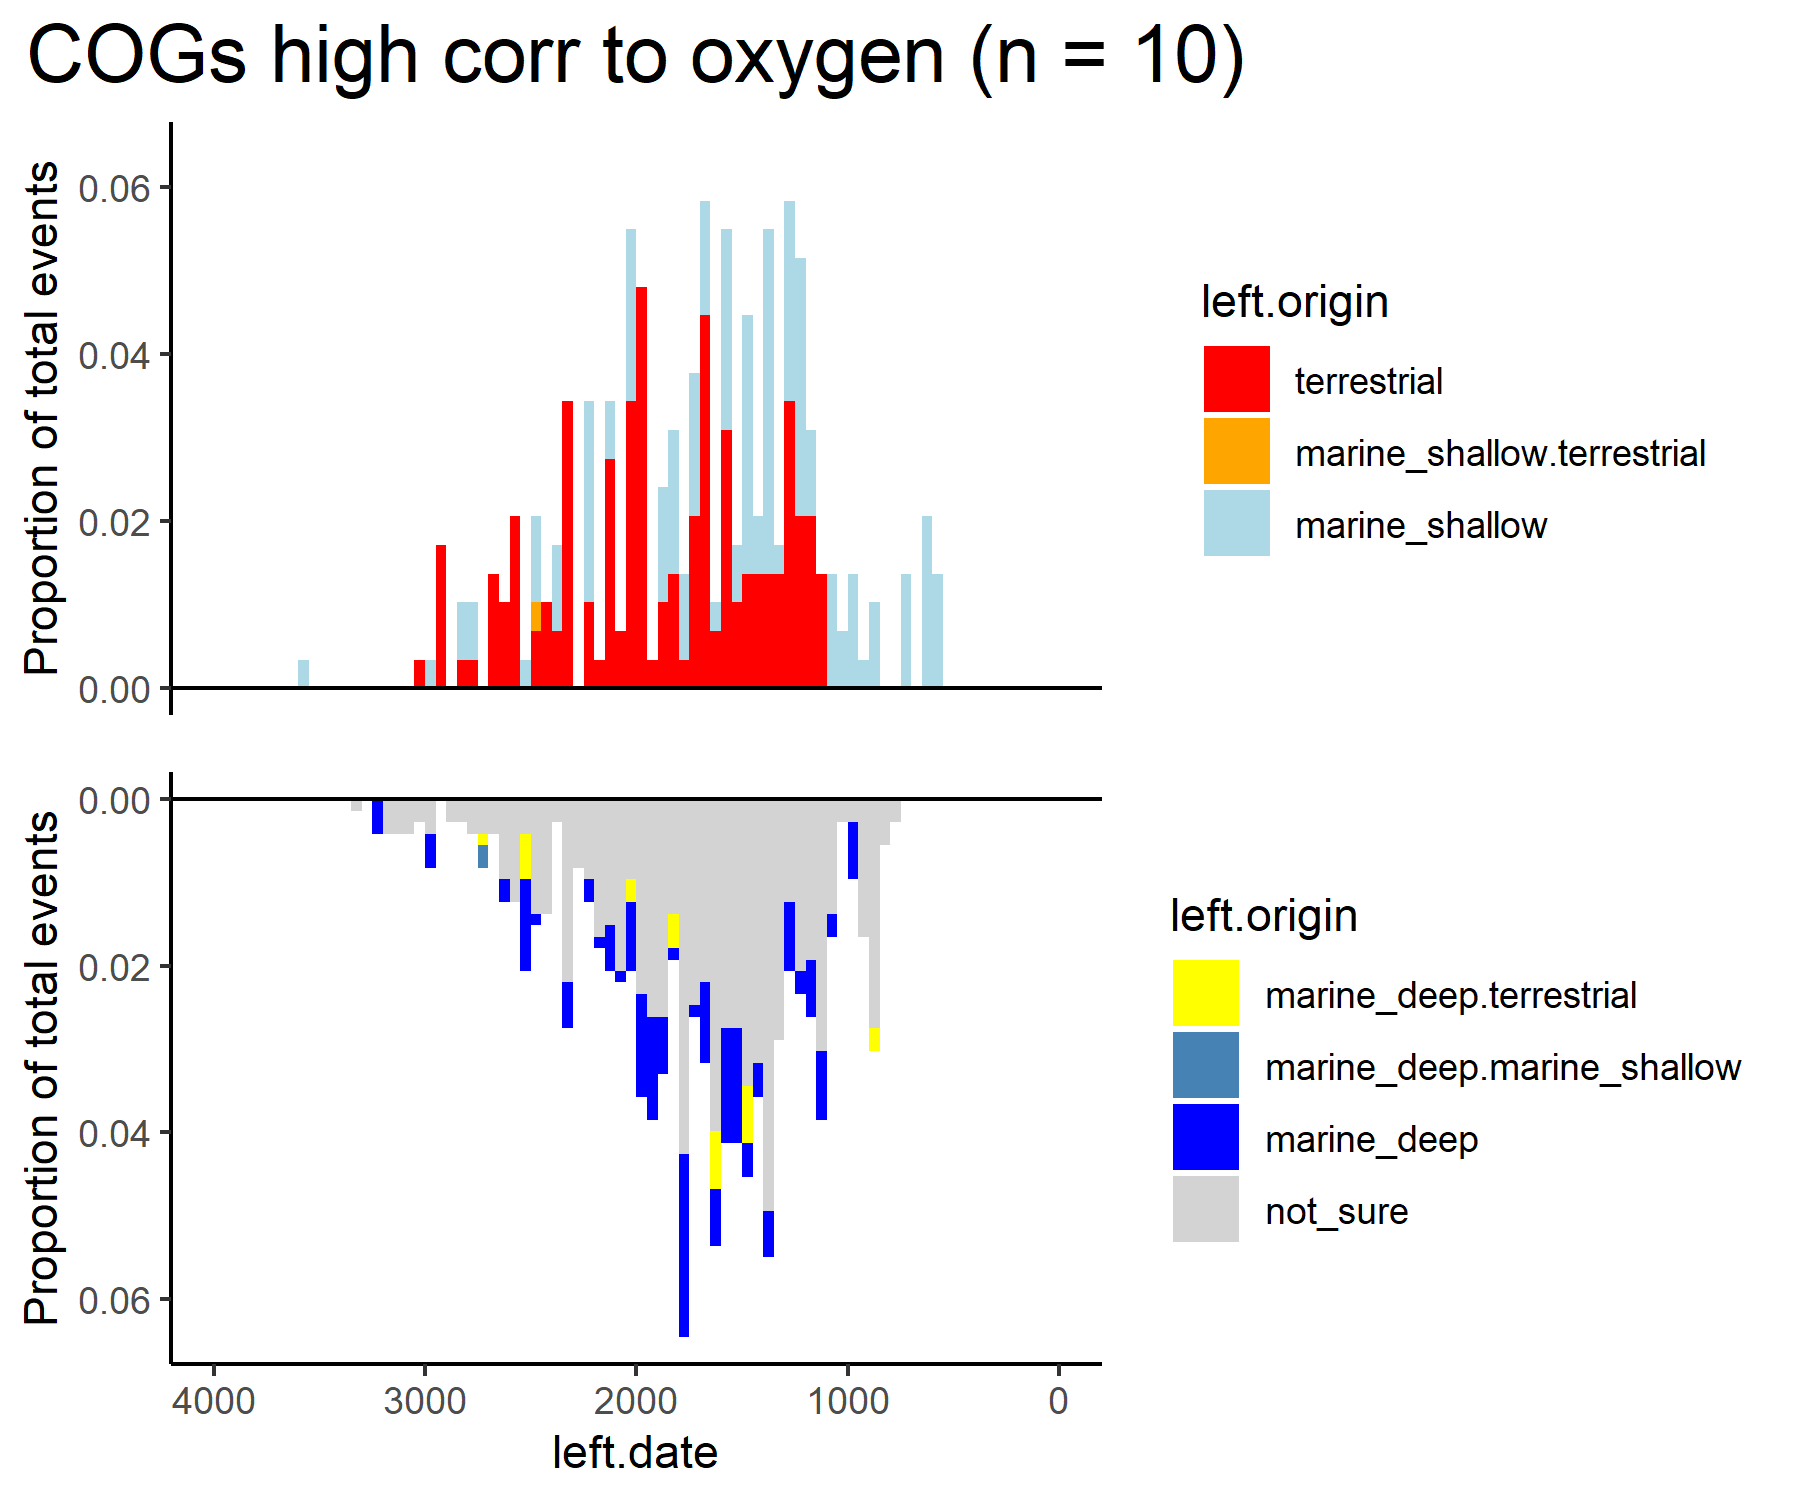 COGs high corr to oxygen (n = 10)
Proportion of total events
0.06
0.04
0.02
0.00
left.origin
terrestrial
marine_shallow.terrestrial
marine_shallow
Proportion of total events
0.00
0.02
0.04
0.06
4000 3000 2000 1000 0
left.date
left.origin
marine_deep.terrestrial
marine_deep.marine_shallow
marine_deep
not_sure